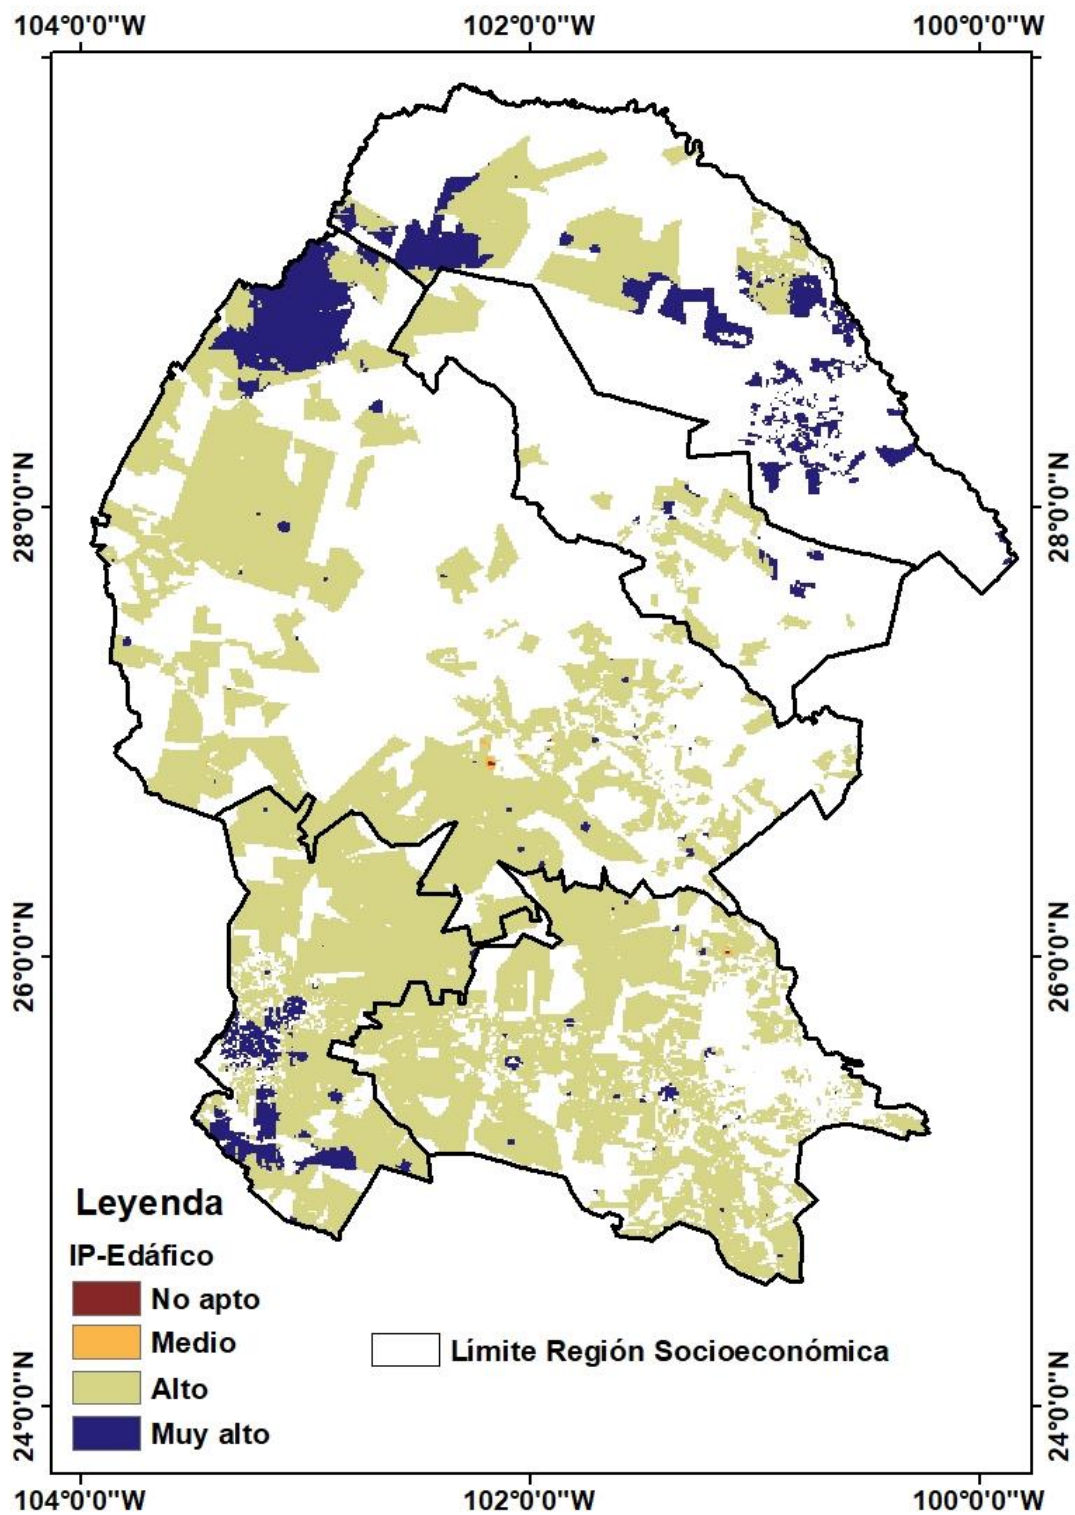 104°0'0"W 102°0'0"W 100°0'0"W
28°0'0"N 28°0'0"N
26°0'0"N 26°0'0"N
Leyenda
IP-Edáfico
No apto
Medio
Límite Región Socioeconómica
Alto
Muy alto
24°0'0"N 24°0'0"N
104°0'0"W 102°0'0"W 100°0'0"W